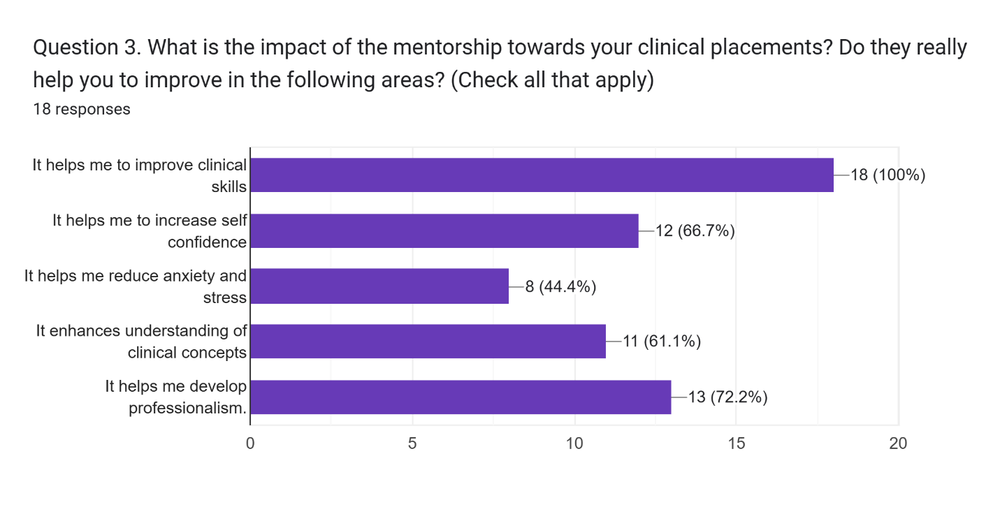 Question 3. What is the impact of the mentorship towards your clinical placements? Do they really
help you to improve in the following areas? (Check all that apply)
18 responses
It helps me to improve clinical
skills
18 (100%)
It helps me to increase self
confidence
12 (66.7%)
It helps me reduce anxiety and
stress
8 (44.4%)
It enhances understanding of
clinical concepts
11 (61.1%)
It helps me develop
professionalism.
13 (72.2%)
0 5 10 15 20